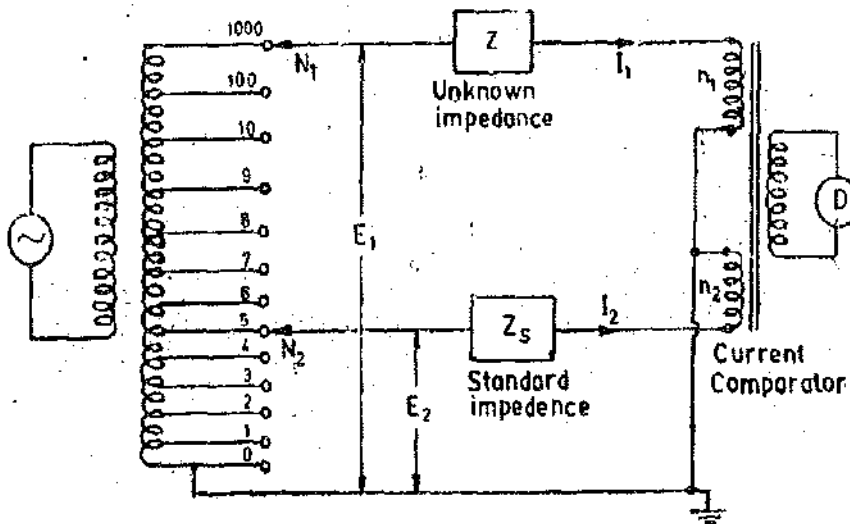 1000
N₁
Z
I₁
n₁
100
Unknown
impedance
10
9
D
8
E₁
7
6
n₂
5
N₂
Zs
I₂
4
Standard
impedence
Current
Comparator
3
E₂
2
1
0